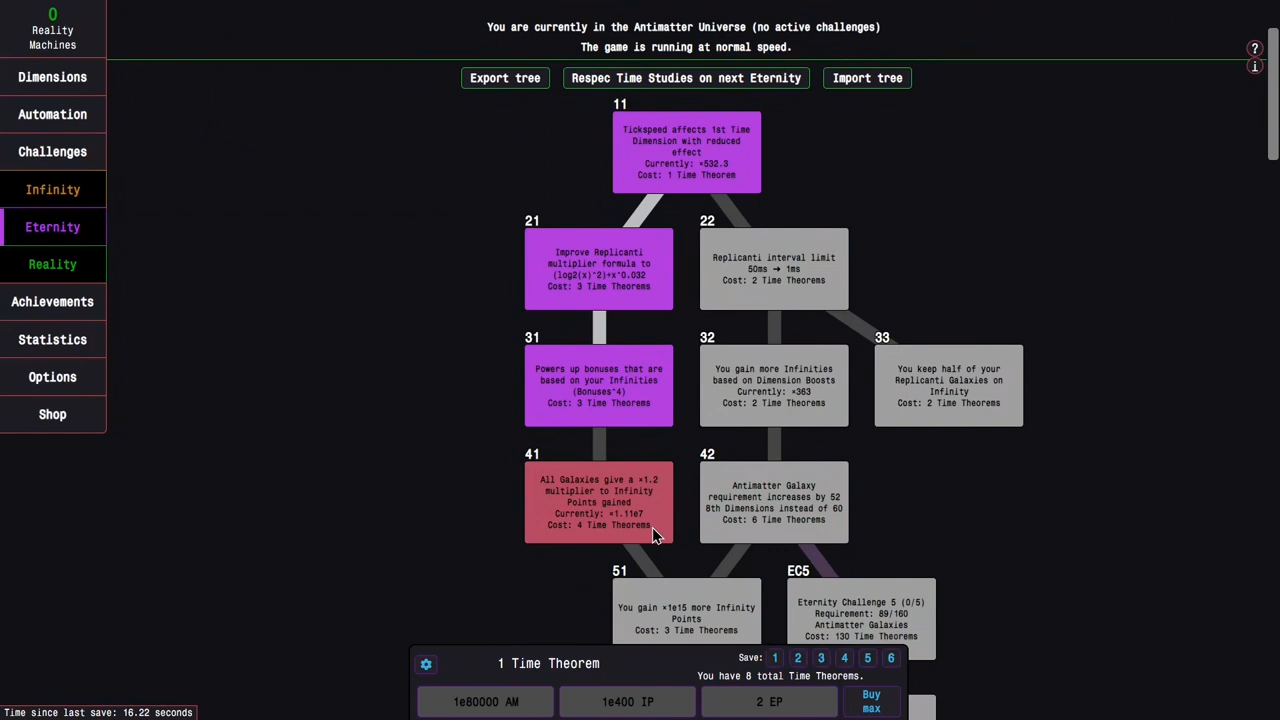 0
Reality
Machines
Dimensions
Automation
Challenges
Infinity
Eternity
Reality
Achievements
Statistics
Options
Shop
You are currently in the Antimatter Universe (no active challenges)
The game is running at normal speed.
?
i
Export tree
Respec Time Studies on next Eternity
Import tree
11
Tickspeed affects 1st Time
Dimension with reduced
effect
Currently: ×532.3
Cost: 1 Time Theorem
21
Improve Replicanti
multiplier formula to
(log2(x)^2)+x^0.032
Cost: 3 Time Theorems
22
Replicanti interval limit
50ms → 1ms
Cost: 2 Time Theorems
31
Powers up bonuses that are
based on your Infinities
(Bonuses^4)
Cost: 3 Time Theorems
32
You gain more Infinities
based on Dimension Boosts
Currently: ×363
Cost: 2 Time Theorems
33
You keep half of your
Replicanti Galaxies on
Infinity
Cost: 2 Time Theorems
41
All Galaxies give a ×1.2
multiplier to Infinity
Points gained
Currently: ×1.11e7
Cost: 4 Time Theorems
42
Antimatter Galaxy
requirement increases by 52
8th Dimensions instead of 60
Cost: 6 Time Theorems
51
You gain ×1e15 more Infinity
Points
Cost: 3 Time Theorems
EC5
Eternity Challenge 5 (0/5)
Requirement: 89/160
Antimatter Galaxies
Cost: 130 Time Theorems
1 Time Theorem
Save: 1 2 3 4 5 6
You have 8 total Time Theorems.
1e80000 AM
1e400 IP
2 EP
Buy
max
Time since last save: 16.22 seconds